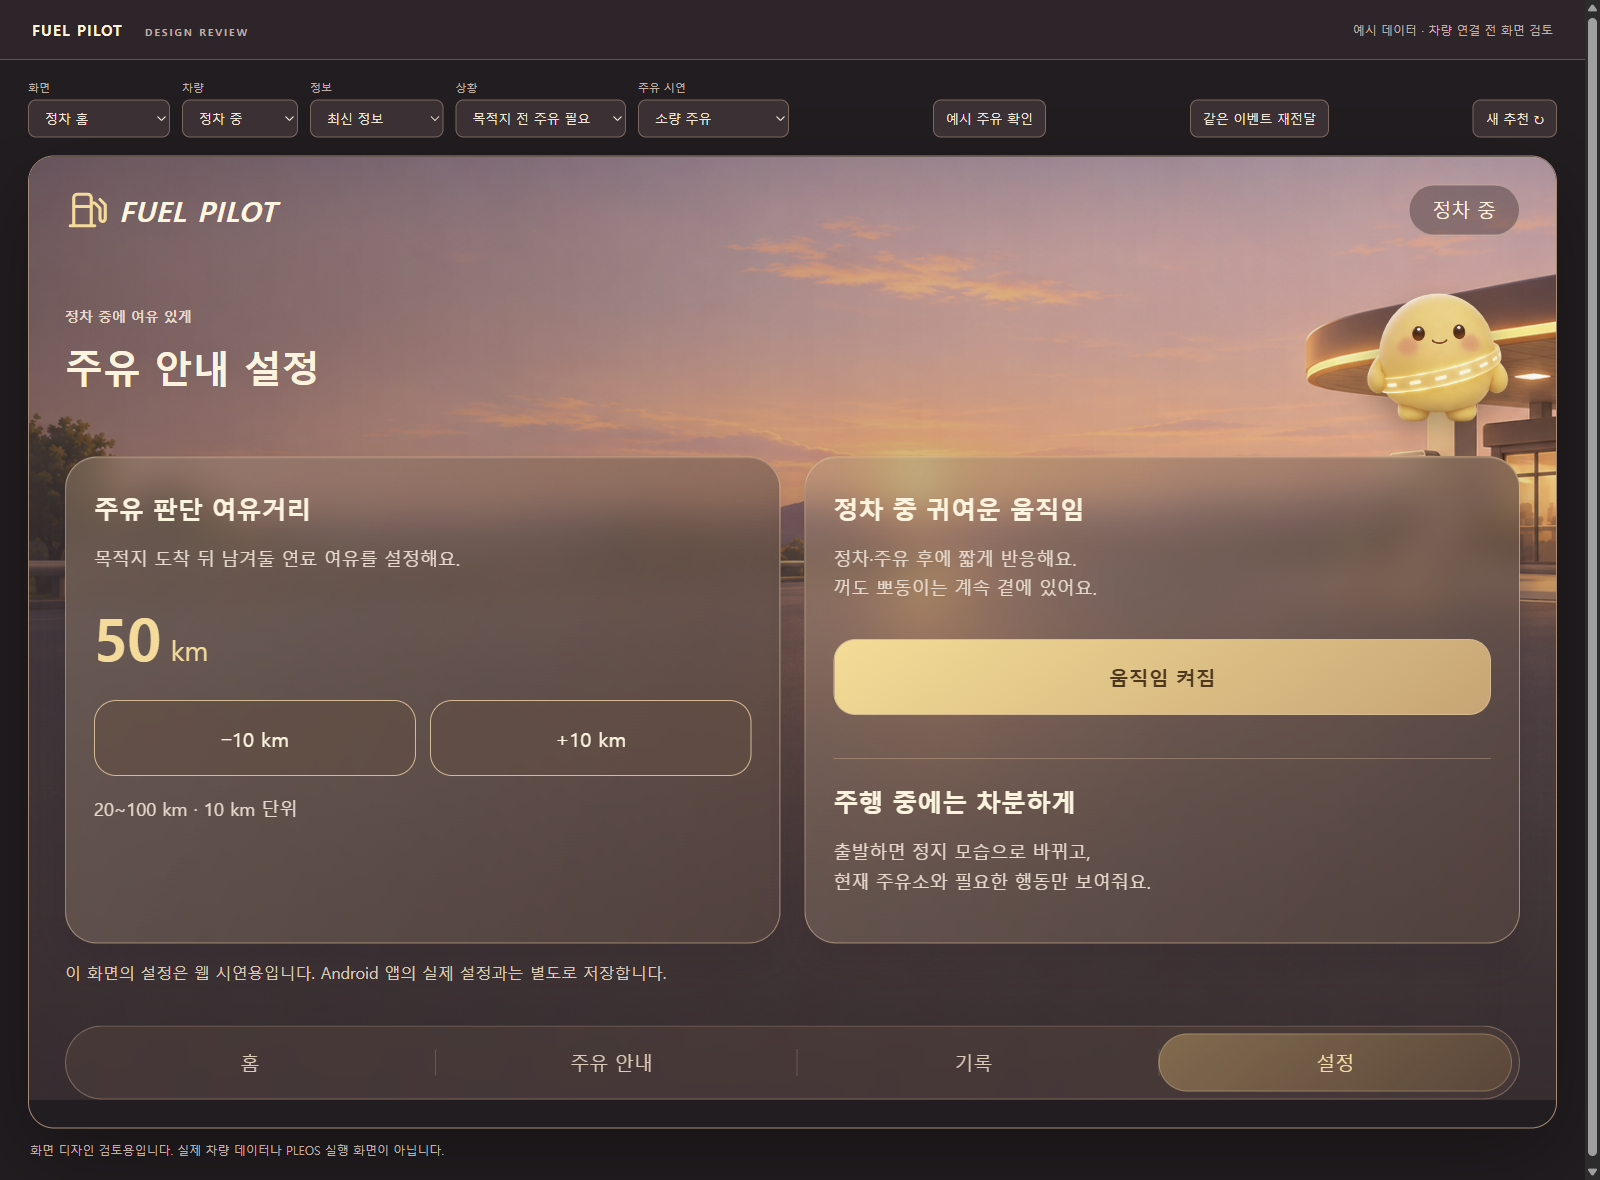 FUEL PILOT DESIGN REVIEW
예시 데이터 · 차량 연결 전 화면 검토
화면 차량 정보 상황 주유 시연
정차 홈 정차 중 최신 정보 목적지 전 주유 필요 소량 주유 예시 주유 확인 같은 이벤트 재전달 새 추천 ↻
FUEL PILOT
정차 중
정차 중에 여유 있게
주유 안내 설정
주유 판단 여유거리
목적지 도착 뒤 남겨둘 연료 여유를 설정해요.
50 km
−10 km +10 km
20~100 km · 10 km 단위
정차 중 귀여운 움직임
정차·주유 후에 짧게 반응해요.
꺼도 뽀동이는 계속 곁에 있어요.
움직임 켜짐
주행 중에는 차분하게
출발하면 정지 모습으로 바뀌고,
현재 주유소와 필요한 행동만 보여줘요.
이 화면의 설정은 웹 시연용입니다. Android 앱의 실제 설정과는 별도로 저장합니다.
홈 주유 안내 기록 설정
화면 디자인 검토용입니다. 실제 차량 데이터나 PLEOS 실행 화면이 아닙니다.